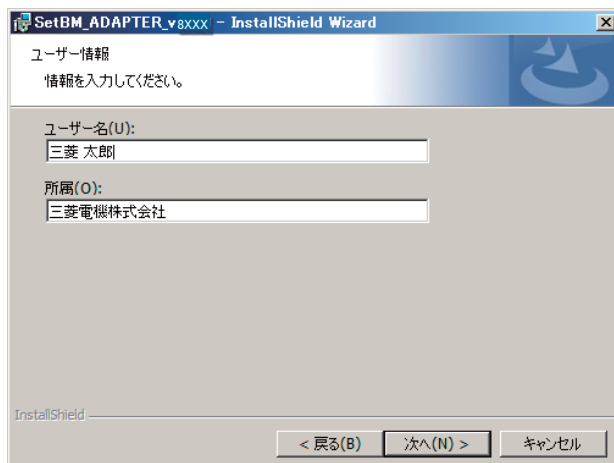 SetBM_ADAPTER_v8XXX - InstallShield Wizard
ユーザー情報
情報を入力してください。
ユーザー名(U):
三菱 太郎
所属(O):
三菱電機株式会社
InstallShield
< 戻る(B)
次へ(N) >
キャンセル